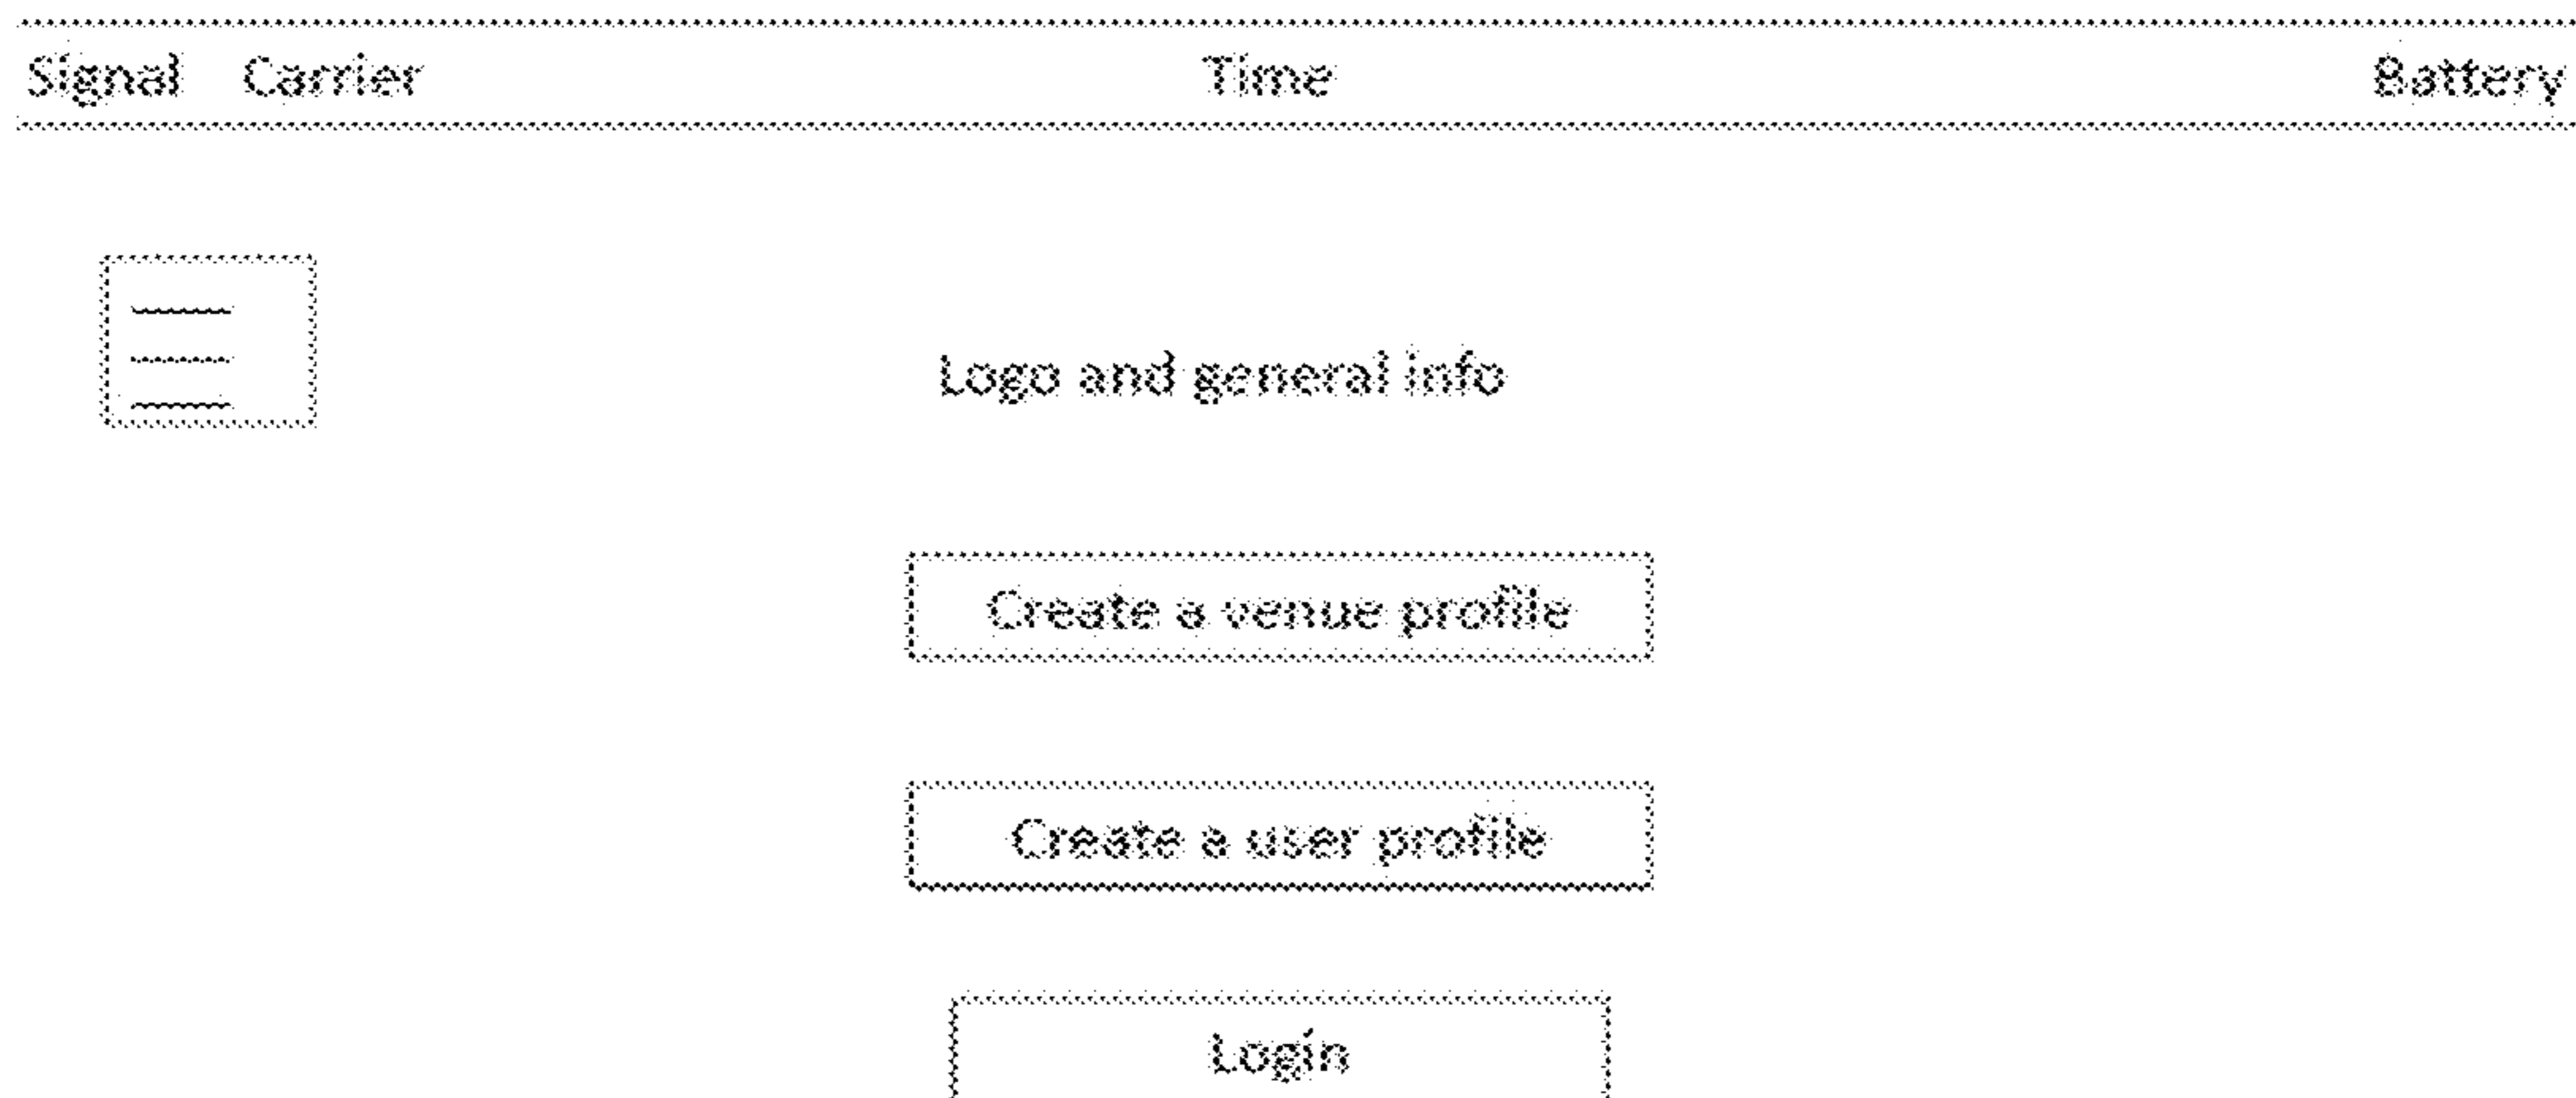 Signal Carrier Time Battery
Logo and general info
Create a venue profile
Create a user profile
Login